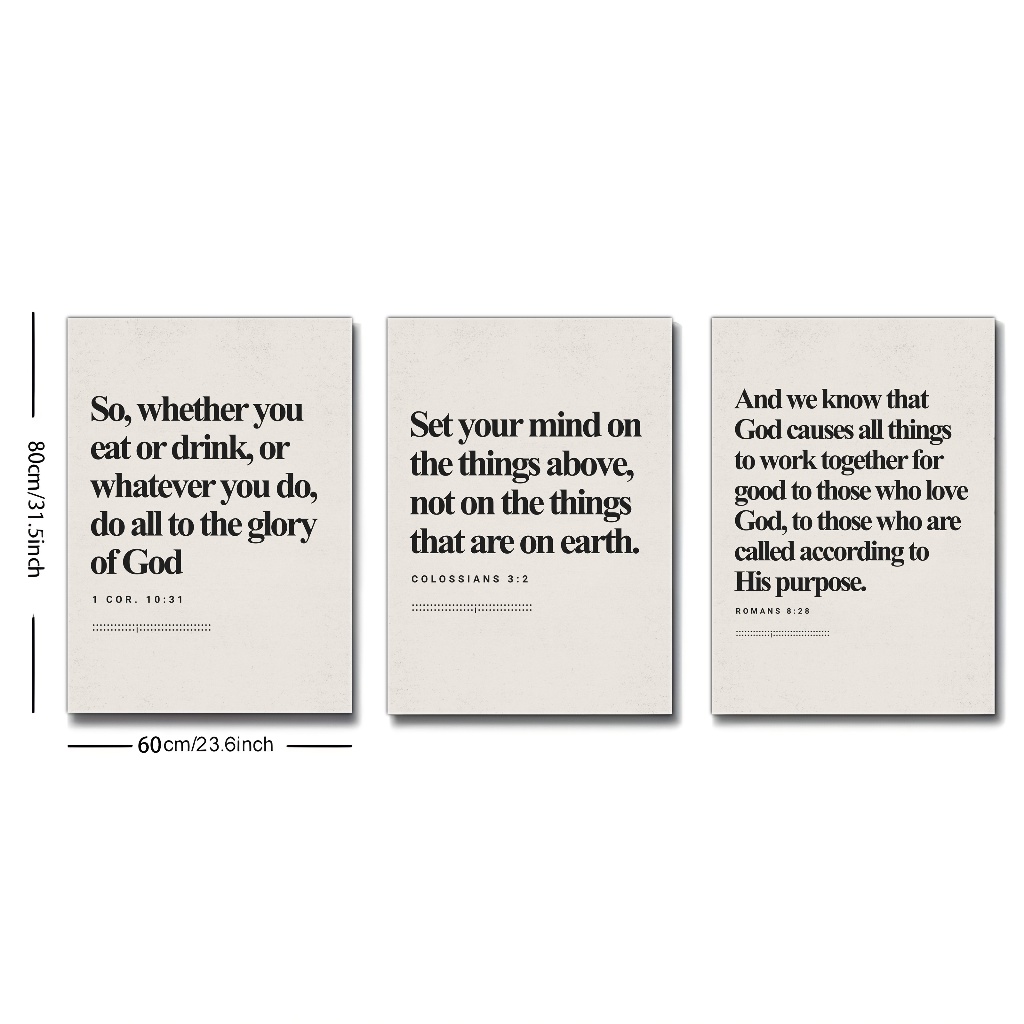 So, whether you
eat or drink, or
whatever you do,
do all to the glory
of God
1 COR. 10:31
Set your mind on
the things above,
not on the things
that are on earth.
COLOSSIANS 3:2
And we know that
God causes all things
to work together for
good to those who love
God, to those who are
called according to
His purpose.
ROMANS 8:28
80cm/31.5inch
60cm/23.6inch